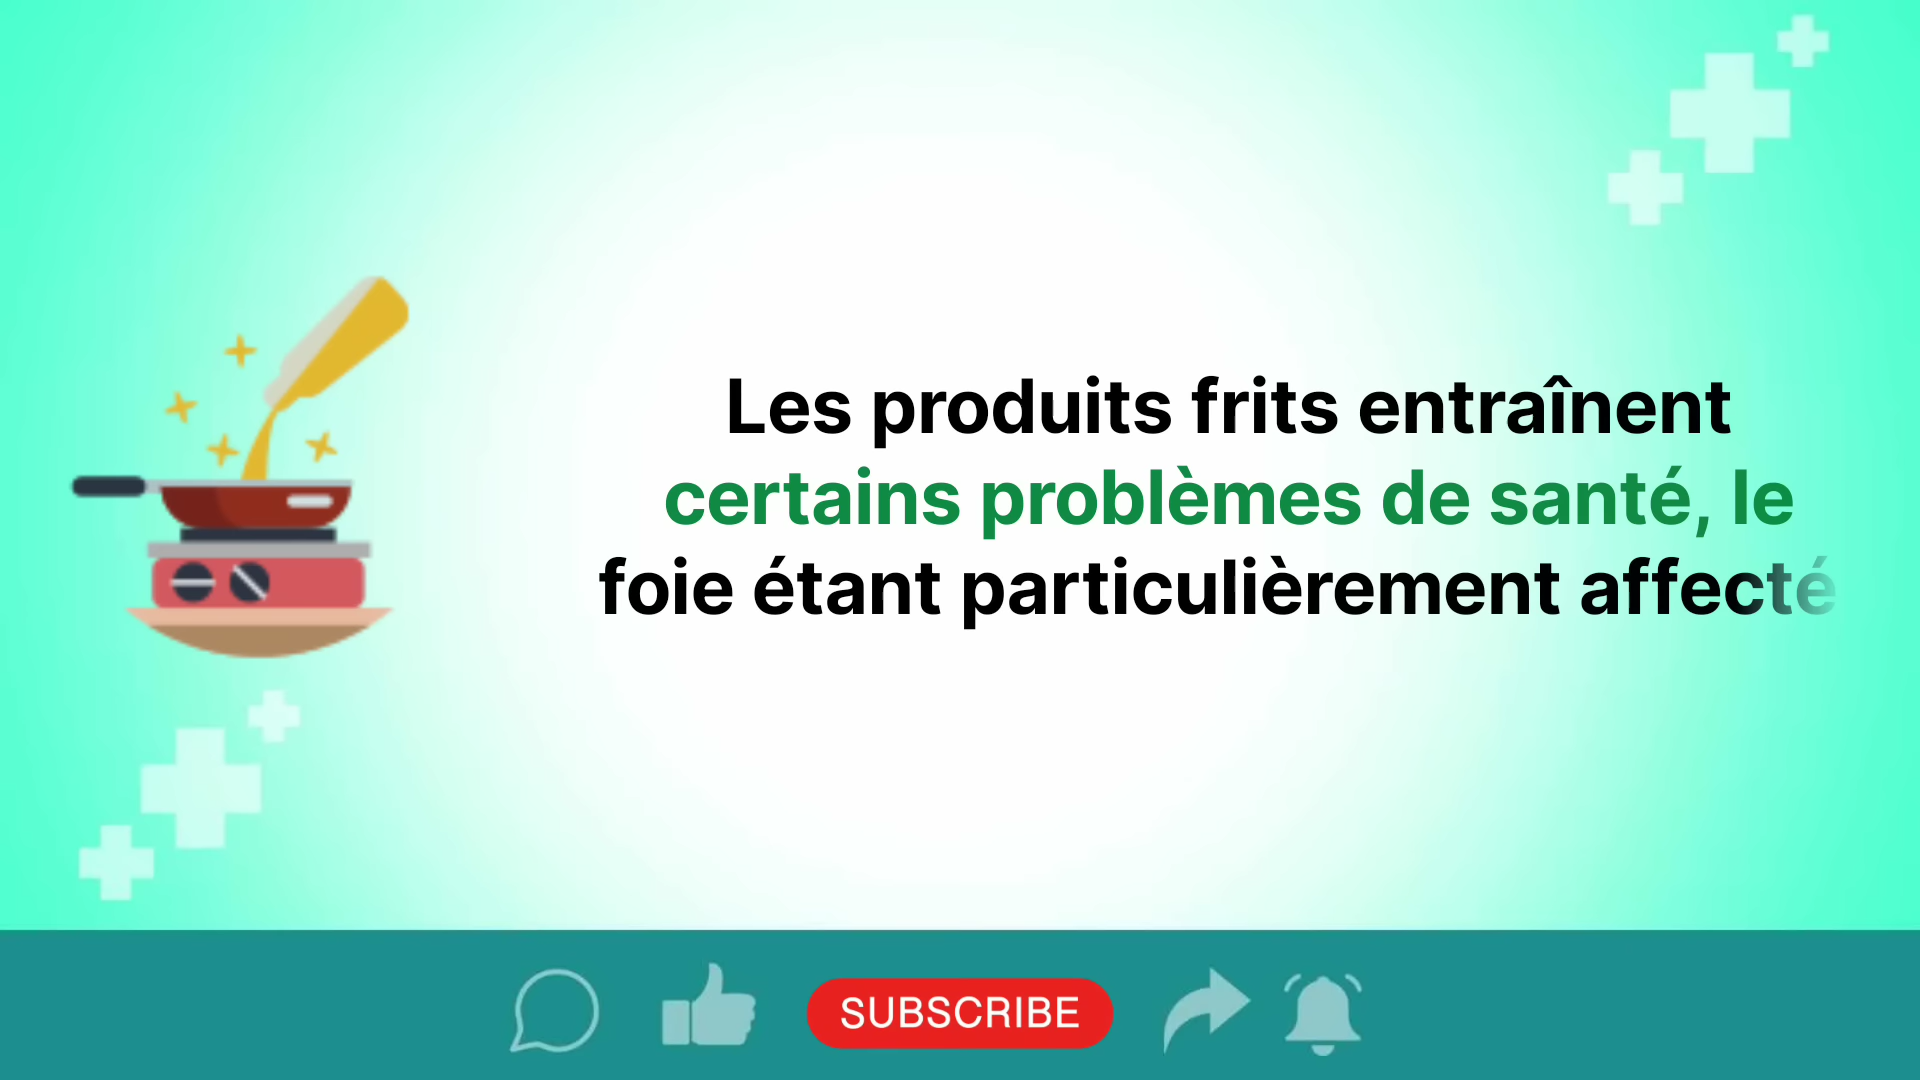 Les produits frits entraînent
certains problèmes de santé, le
foie étant particulièrement affecté
SUBSCRIBE